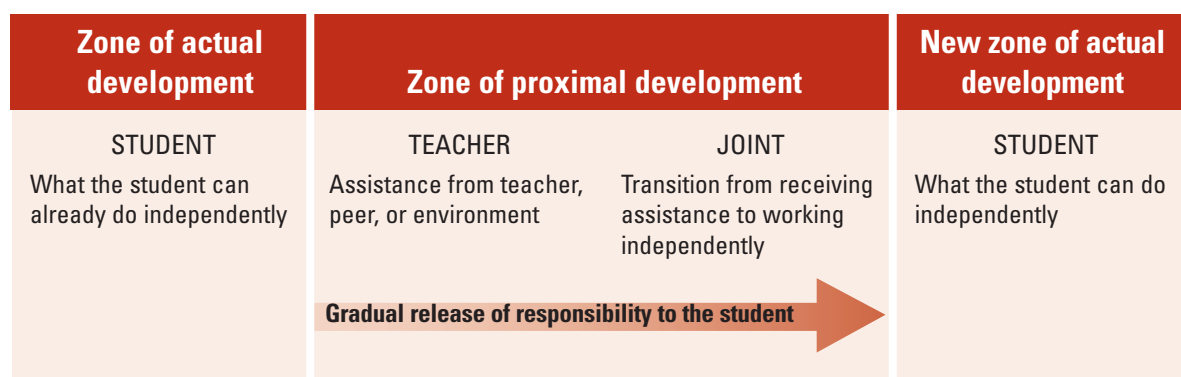 Zone of actual
development
Zone of proximal development
New zone of actual
development
STUDENT
What the student can
already do independently
TEACHER
Assistance from teacher,
peer, or environment
JOINT
Transition from receiving
assistance to working
independently
STUDENT
What the student can do
independently
Gradual release of responsibility to the student